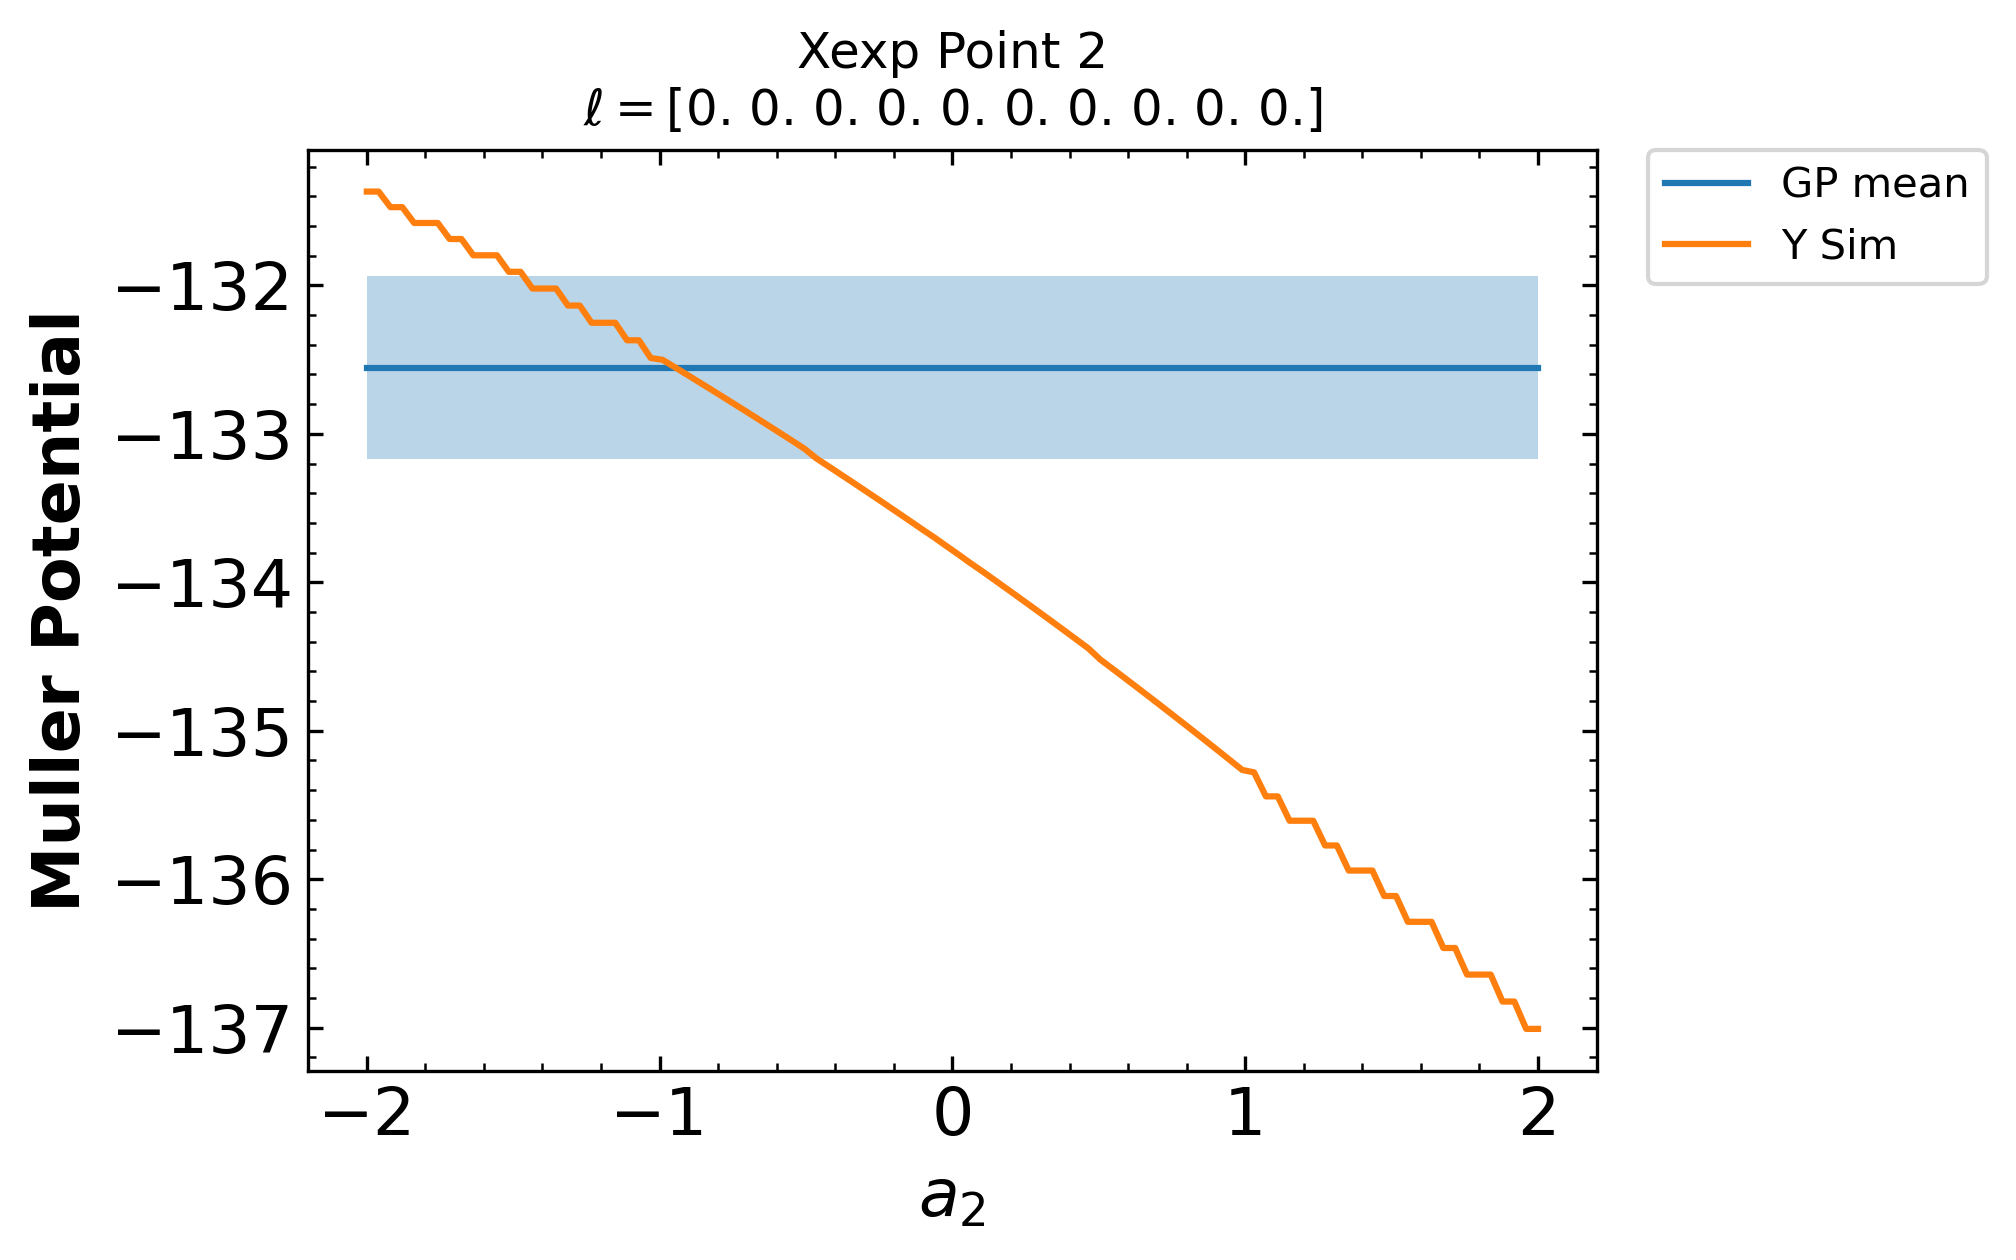 Xexp Point 2
ℓ = [0. 0. 0. 0. 0. 0. 0. 0. 0. 0.]
GP mean
Y Sim
Muller Potential
−132
−133
−134
−135
−136
−137
−2 −1 0 1 2
a₂